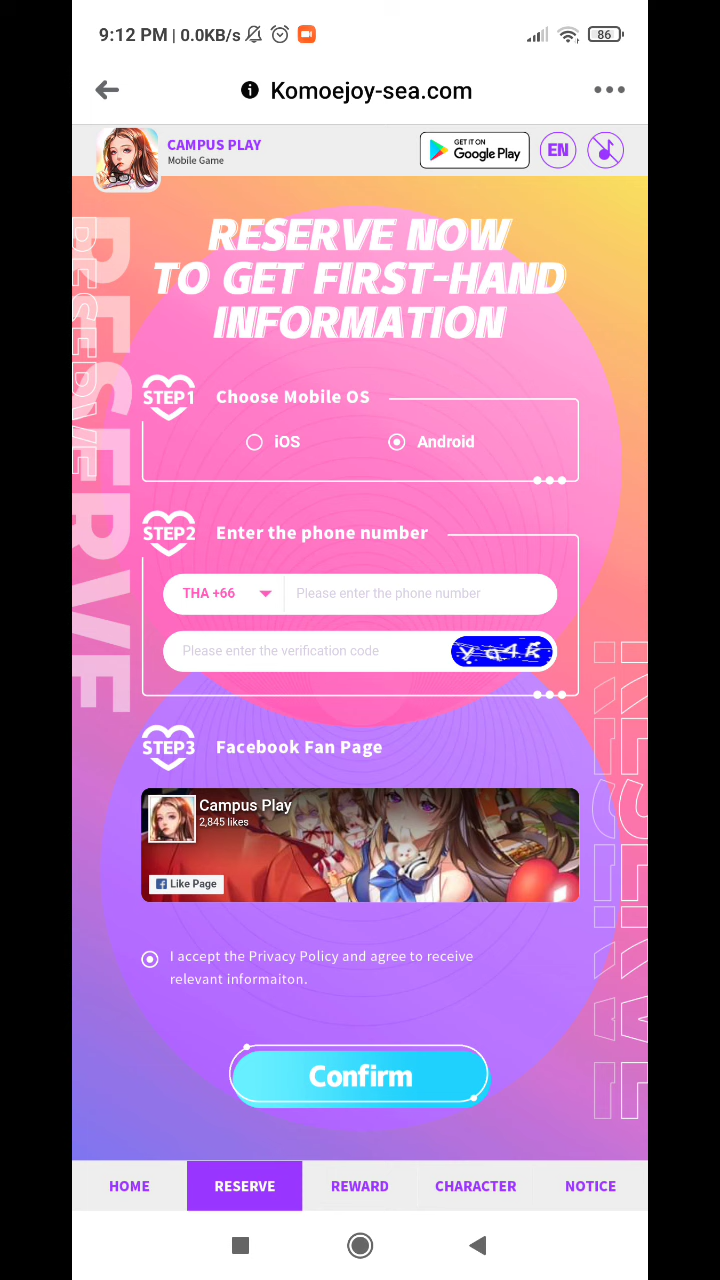 9:12 PM | 0.0KB/s
86
Komoejoy-sea.com
CAMPUS PLAY
Mobile Game
GET IT ON
Google Play
EN
RESERVE NOW
TO GET FIRST-HAND
INFORMATION
RESERVE
RESERVE
STEP1
Choose Mobile OS
iOS
Android
STEP2
Enter the phone number
THA +66
Please enter the phone number
Please enter the verification code
STEP3
Facebook Fan Page
Campus Play
2,845 likes
Like Page
RESERVE
RESERVE
I accept the Privacy Policy and agree to receive
relevant informaiton.
Confirm
HOME
RESERVE
REWARD
CHARACTER
NOTICE